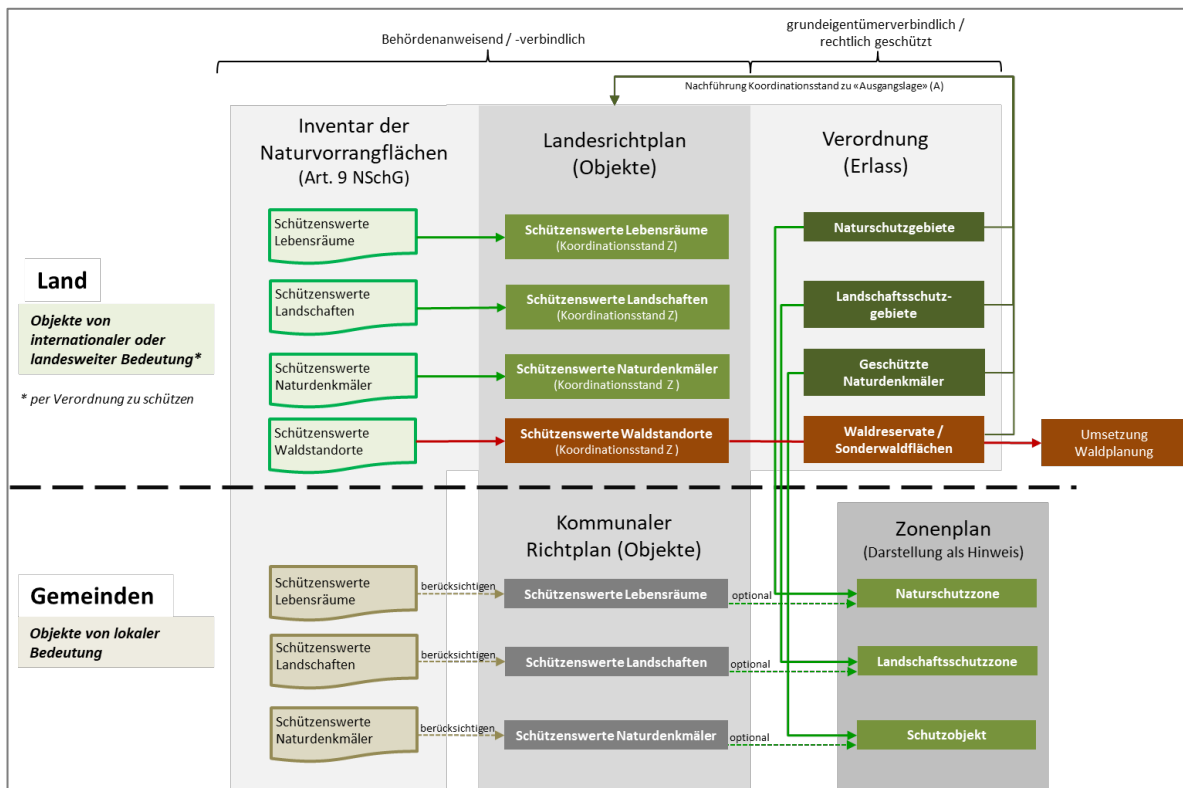 Behördenanweisend / -verbindlich
grundeigentümerverbindlich /
rechtlich geschützt
Nachführung Koordinationsstand zu «Ausgangslage» (A)
Inventar der
Naturvorrangflächen
(Art. 9 NSchG)
Landesrichtplan
(Objekte)
Verordnung
(Erlass)
Land
Objekte von
internationaler oder
landesweiter Bedeutung*
* per Verordnung zu schützen
Schützenswerte
Lebensräume
Schützenswerte Lebensräume
(Koordinationsstand Z)
Naturschutzgebiete
Schützenswerte
Landschaften
Schützenswerte Landschaften
(Koordinationsstand Z)
Landschaftsschutz-
gebiete
Schützenswerte
Naturdenkmäler
Schützenswerte Naturdenkmäler
(Koordinationsstand Z )
Geschützte
Naturdenkmäler
Schützenswerte
Waldstandorte
Schützenswerte Waldstandorte
(Koordinationsstand Z )
Waldreservate /
Sonderwaldflächen
Umsetzung
Waldplanung
Kommunaler
Richtplan (Objekte)
Zonenplan
(Darstellung als Hinweis)
Gemeinden
Objekte von lokaler
Bedeutung
Schützenswerte
Lebensräume
berücksichtigen
Schützenswerte Lebensräume
optional
Naturschutzzone
Schützenswerte
Landschaften
berücksichtigen
Schützenswerte Landschaften
optional
Landschaftsschutzzone
Schützenswerte
Naturdenkmäler
berücksichtigen
Schützenswerte Naturdenkmäler
optional
Schutzobjekt